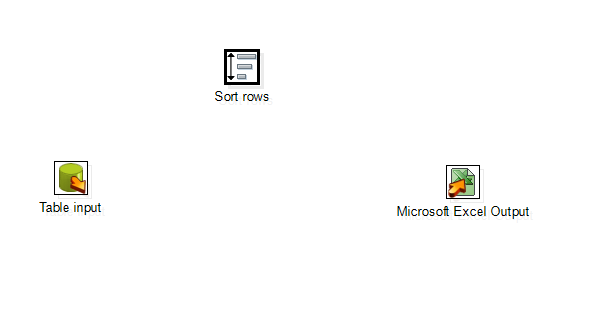 Sort rows
Table input
Microsoft Excel Output